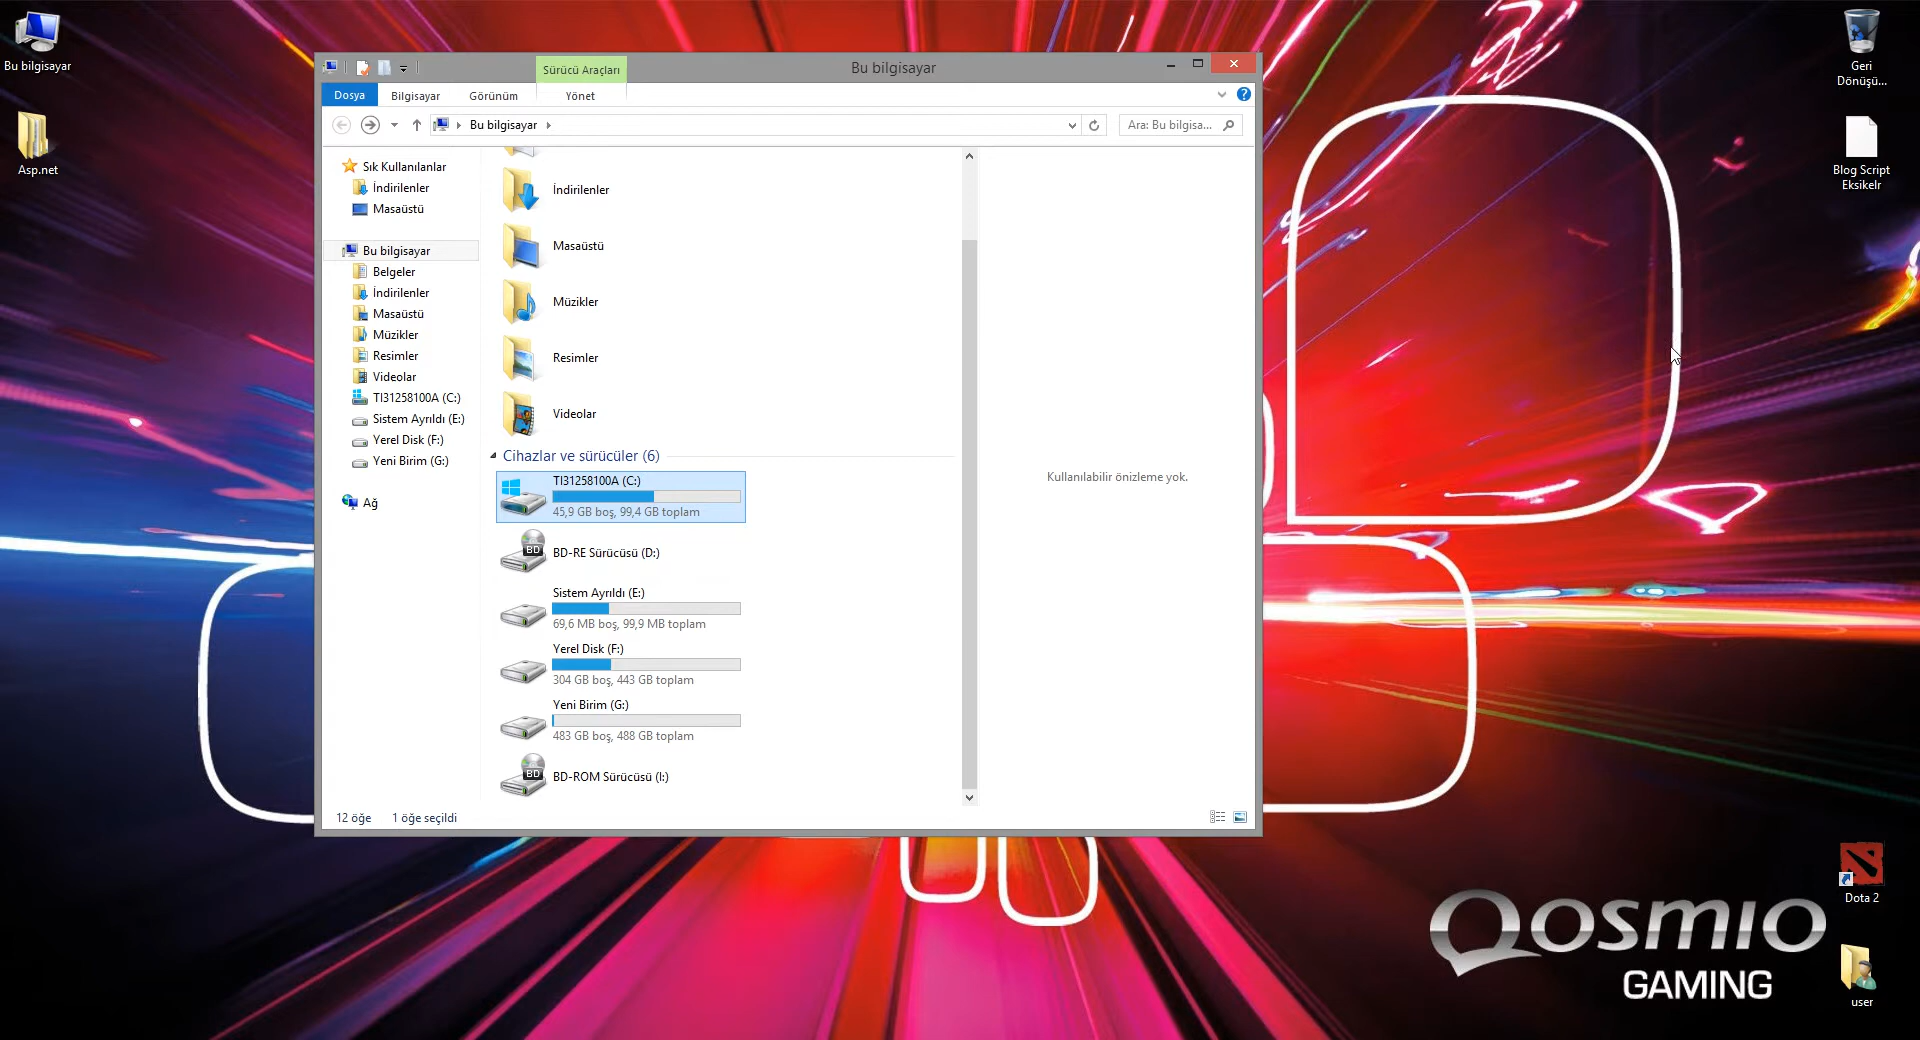 Bu bilgisayar
Asp.net
Sürücü Araçları
Bu bilgisayar
Dosya
Bilgisayar
Görünüm
Yönet
Bu bilgisayar
Ara: Bu bilgisa...
Sık Kullanılanlar
İndirilenler
Masaüstü
Bu bilgisayar
Belgeler
İndirilenler
Masaüstü
Müzikler
Resimler
Videolar
TI31258100A (C:)
Sistem Ayrıldı (E:)
Yerel Disk (F:)
Yeni Birim (G:)
Ağ
İndirilenler
Masaüstü
Müzikler
Resimler
Videolar
Cihazlar ve sürücüler (6)
TI31258100A (C:)
45,9 GB boş, 99,4 GB toplam
BD
BD-RE Sürücüsü (D:)
Sistem Ayrıldı (E:)
69,6 MB boş, 99,9 MB toplam
Yerel Disk (F:)
304 GB boş, 443 GB toplam
Yeni Birim (G:)
483 GB boş, 488 GB toplam
BD
BD-ROM Sürücüsü (I:)
Kullanılabilir önizleme yok.
12 öğe
1 öğe seçildi
Geri
Dönüşü...
Blog Script
Eksikelr
Dota 2
Qosmio
GAMING
user